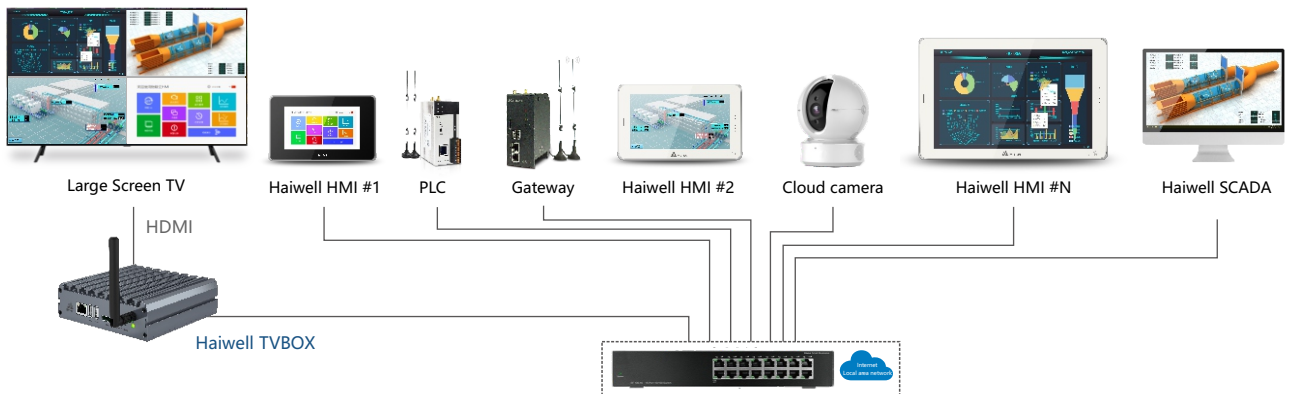 Large Screen TV
Haiwell HMI #1
PLC
Gateway
Haiwell HMI #2
Cloud camera
Haiwell HMI #N
Haiwell SCADA
HDMI
Haiwell TVBOX
Internet
Local area network